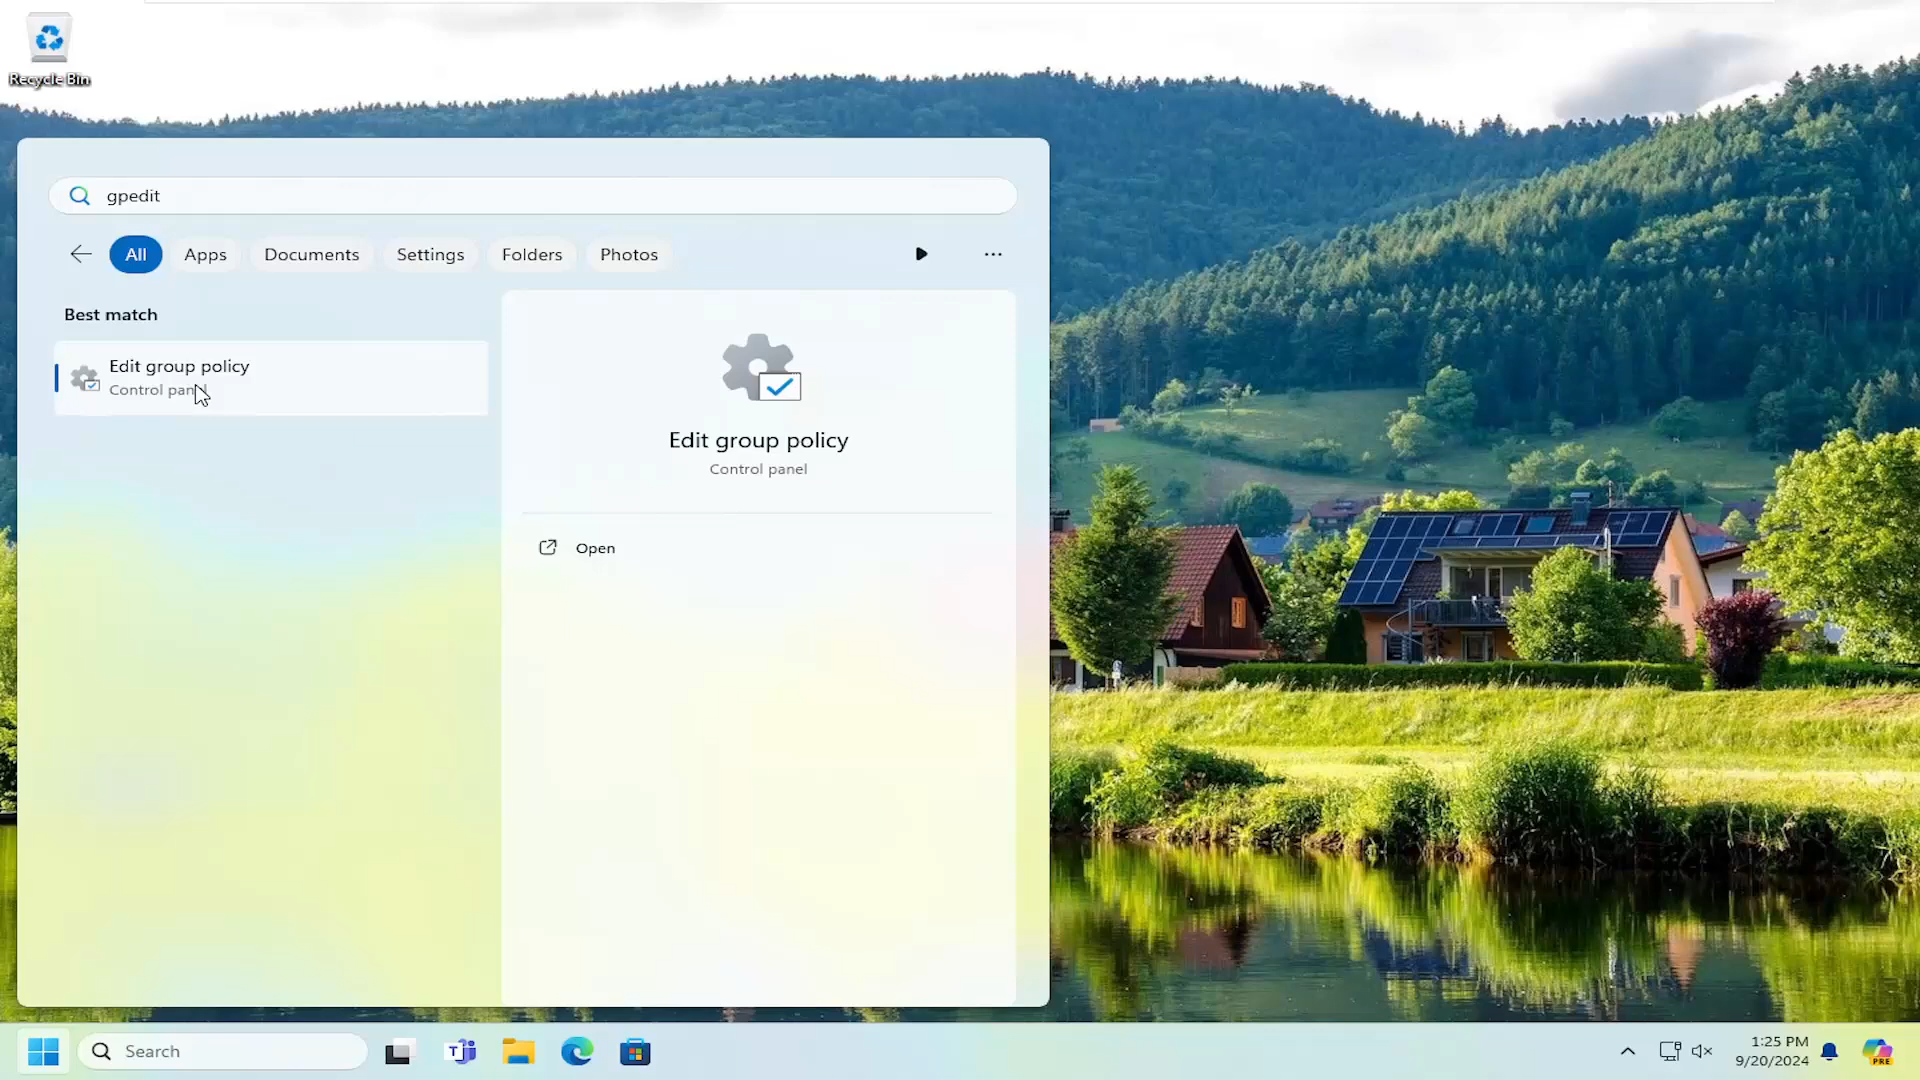 Recycle Bin
gpedit
All
Apps
Documents
Settings
Folders
Photos
Best match
Edit group policy
Control panel
Edit group policy
Control panel
Open
Search
1:25 PM
9/20/2024
PRE